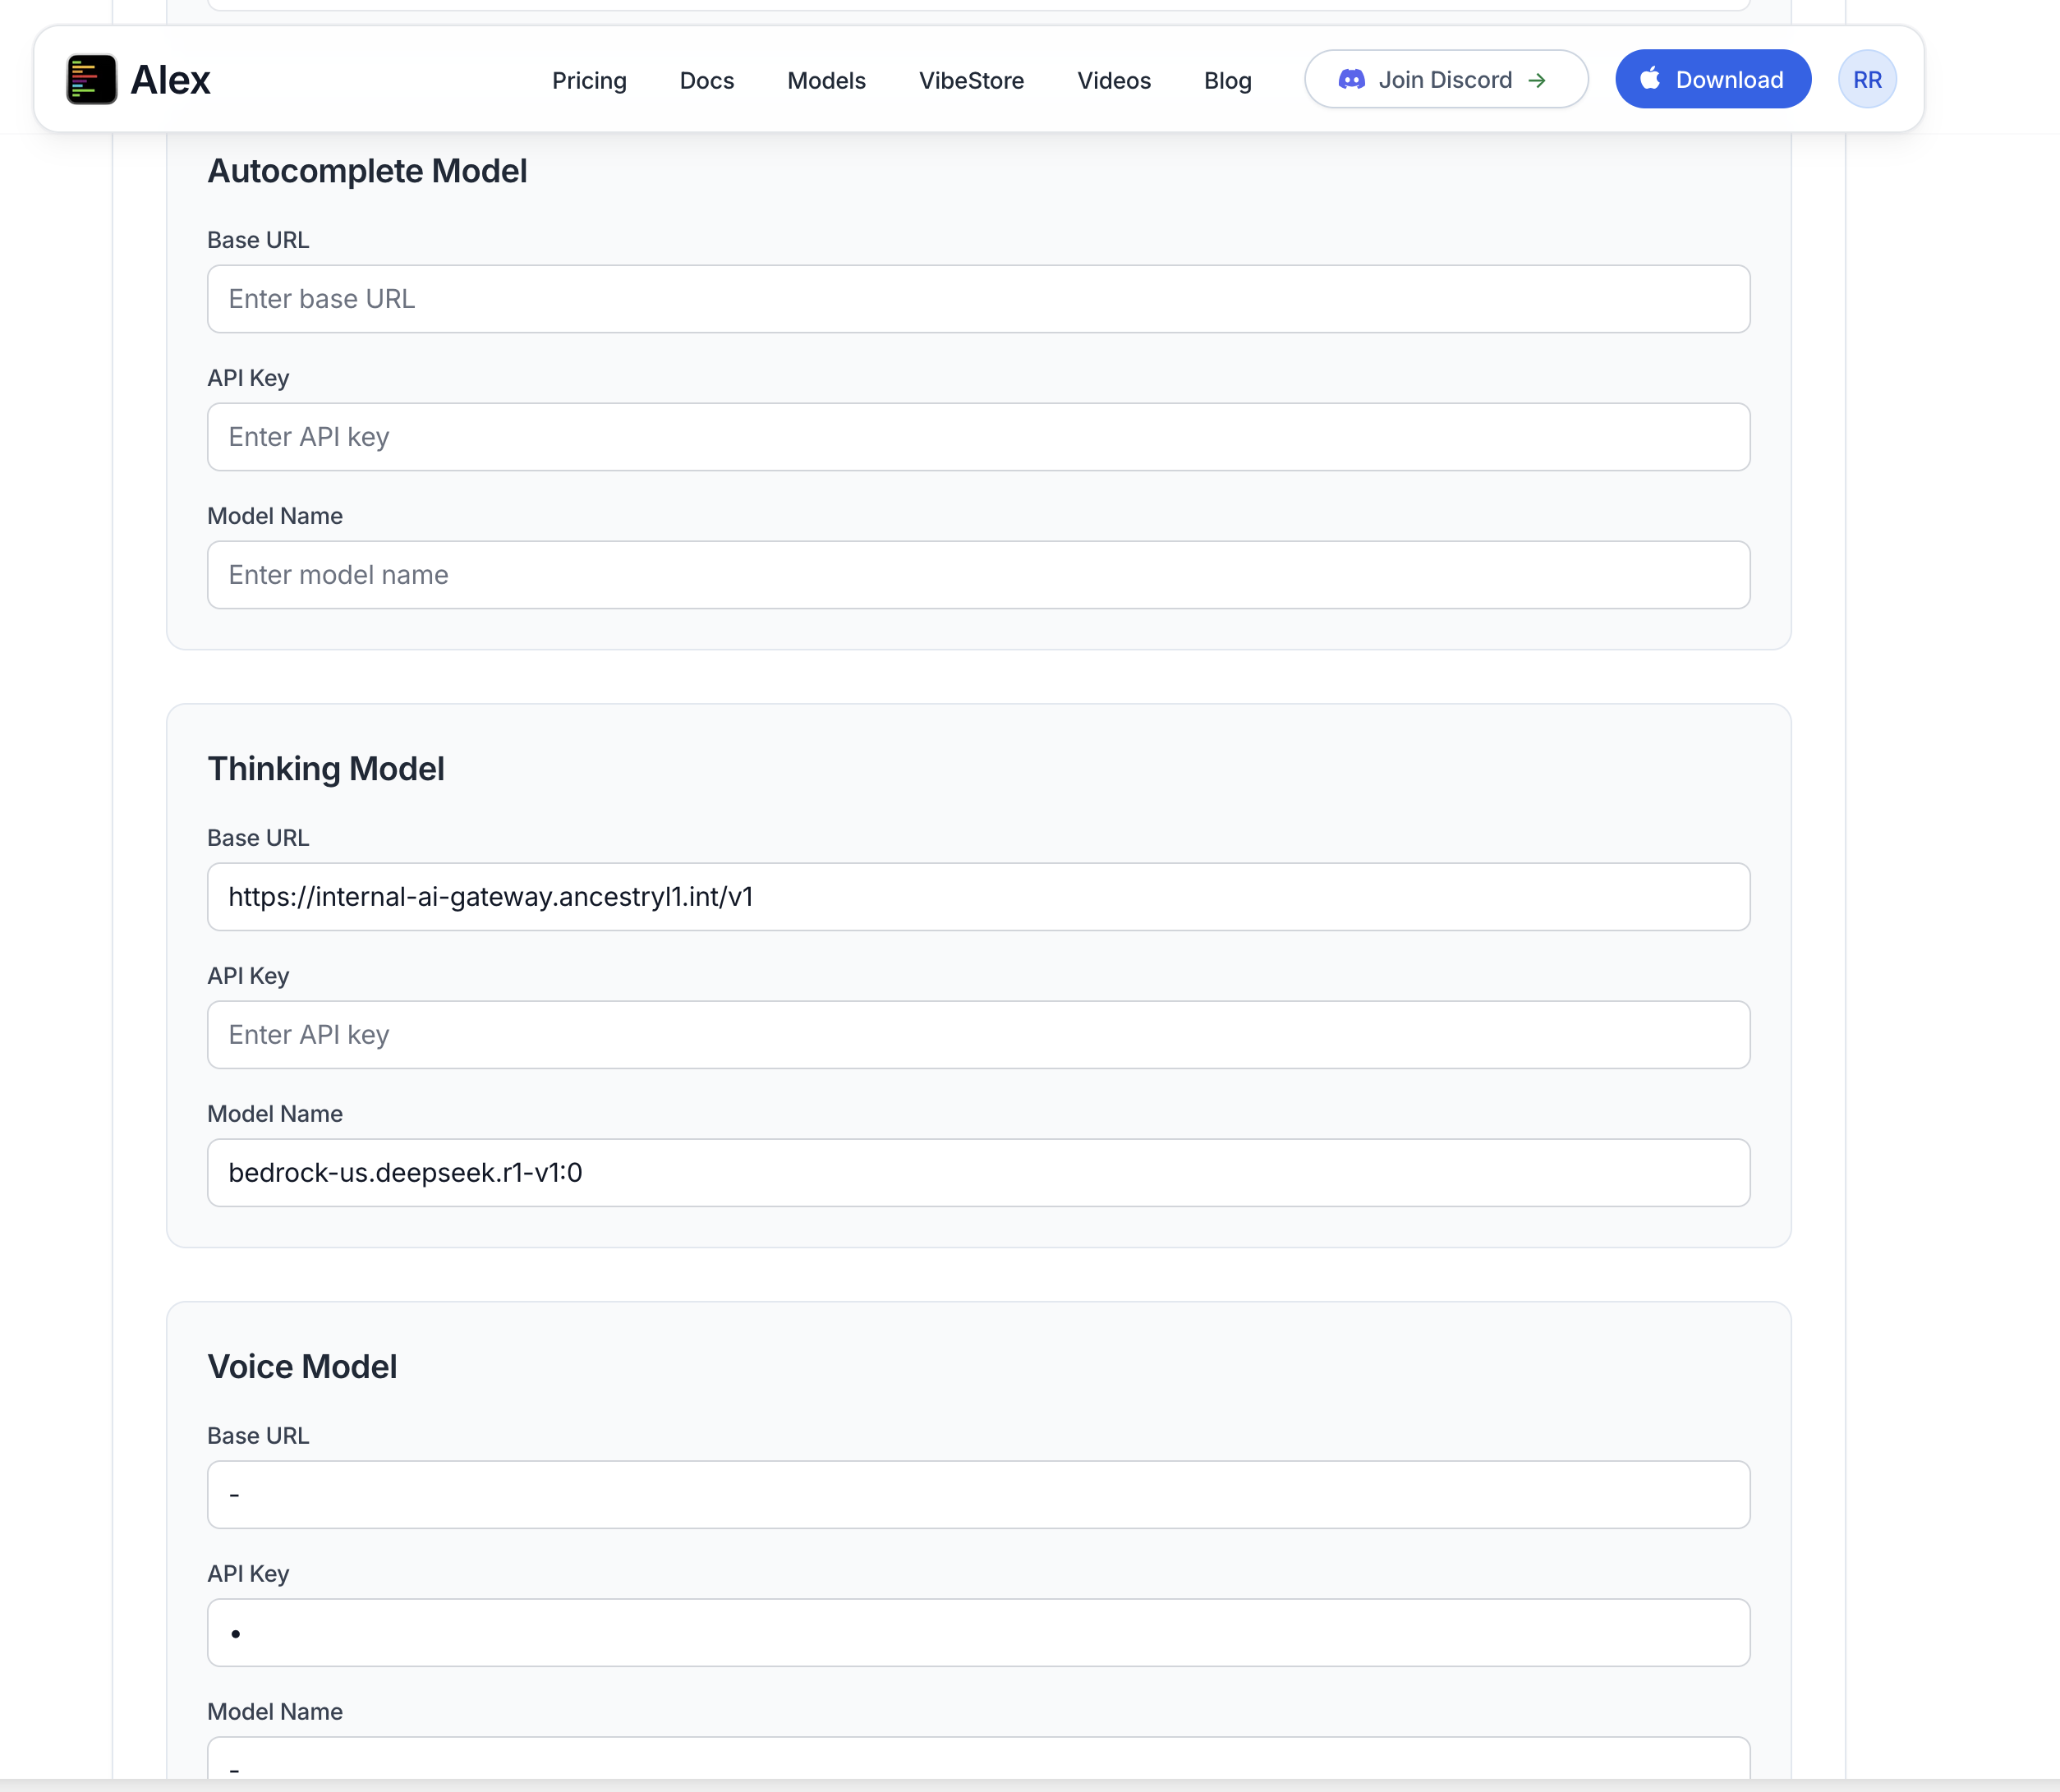 Alex
Pricing
Docs
Models
VibeStore
Videos
Blog
Join Discord →
Download
RR
Autocomplete Model
Base URL
Enter base URL
API Key
Enter API key
Model Name
Enter model name
Thinking Model
Base URL
https://internal-ai-gateway.ancestryl1.int/v1
API Key
Enter API key
Model Name
bedrock-us.deepseek.r1-v1:0
Voice Model
Base URL
-
API Key
•
Model Name
-